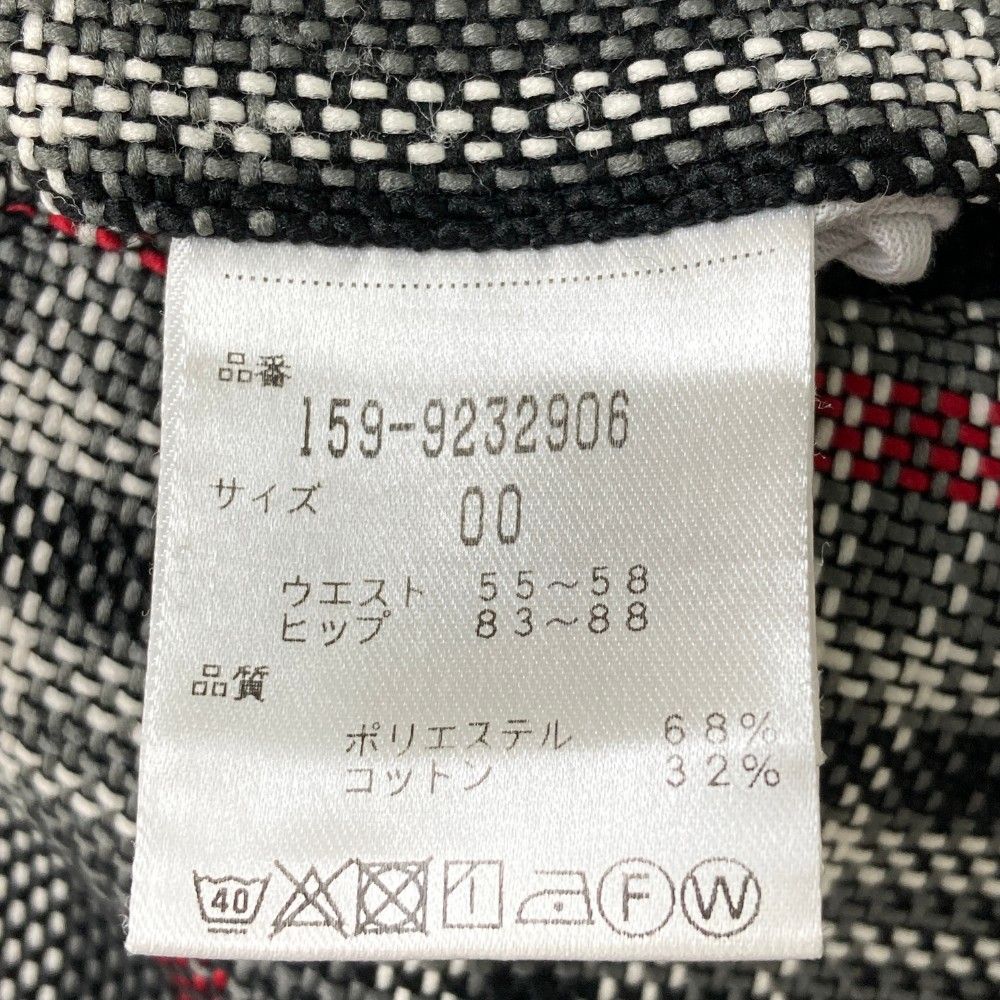 品番
159-9232906
サイズ 00
ウエスト 55～58
ヒップ 83～88
品質
ポリエステル 68%
コットン 32%
40 F W